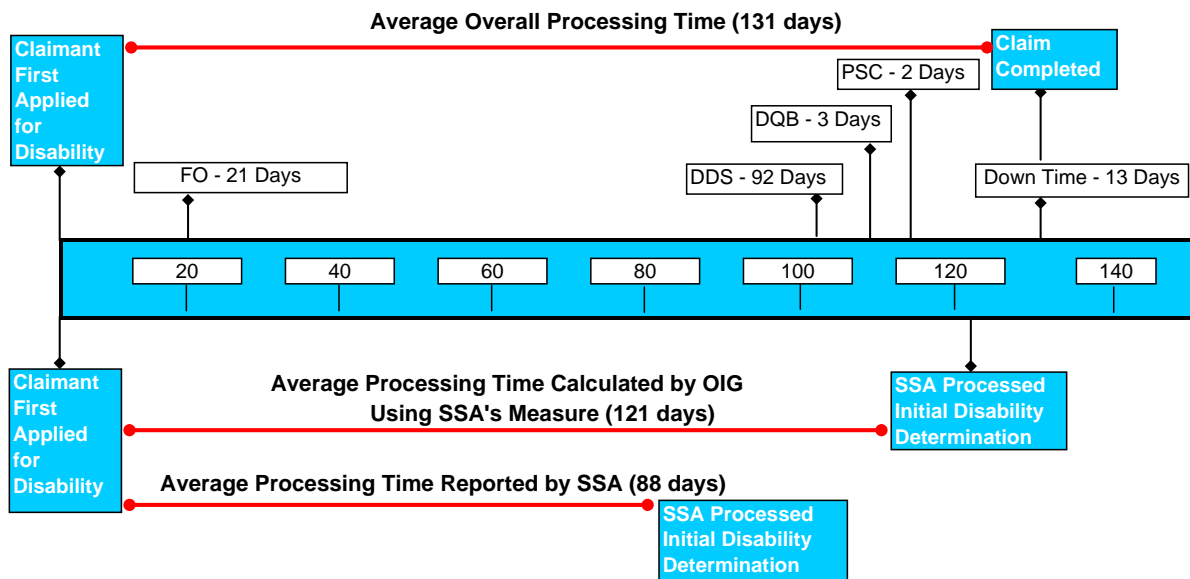 Average Overall Processing Time (131 days)
Claimant
First
Applied
for
Disability
Claim
Completed
PSC - 2 Days
DQB - 3 Days
FO - 21 Days
DDS - 92 Days
Down Time - 13 Days
20
40
60
80
100
120
140
Claimant
First
Applied
for
Disability
Average Processing Time Calculated by OIG
Using SSA's Measure (121 days)
SSA Processed
Initial Disability
Determination
Average Processing Time Reported by SSA (88 days)
SSA Processed
Initial Disability
Determination